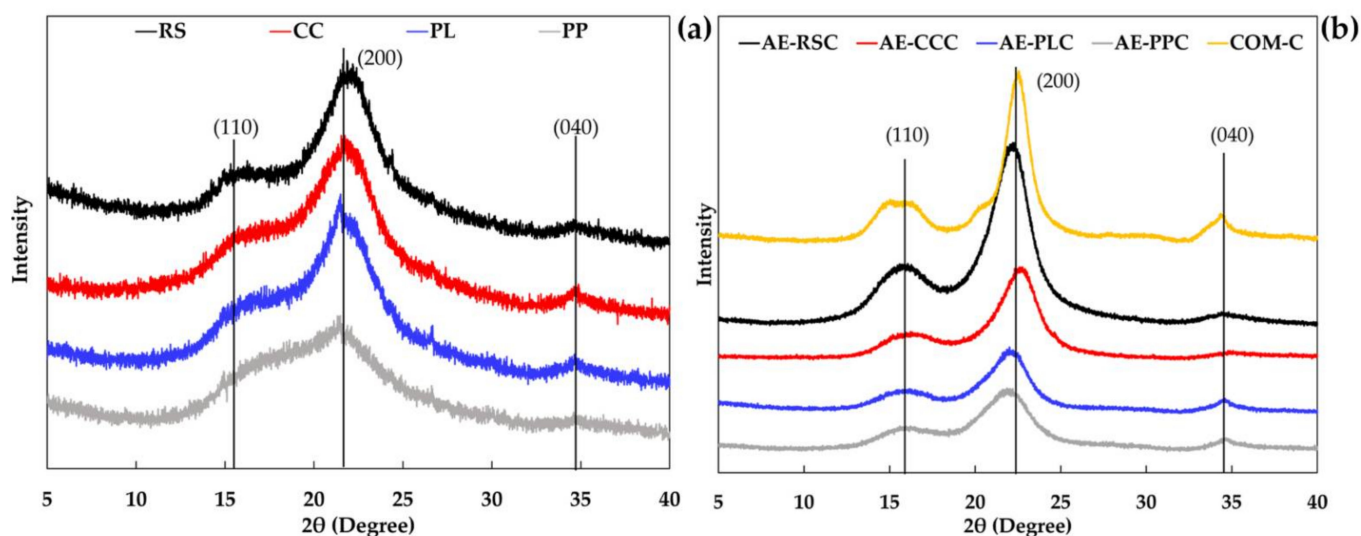 RS CC PL PP (a)
(200)
(110) (040)
Intensity
5 10 15 20 25 30 35 40
2θ (Degree)
(b)
AE-RSC AE-CCC AE-PLC AE-PPC COM-C
(200)
(110) (040)
Intensity
5 10 15 20 25 30 35 40
2θ (Degree)